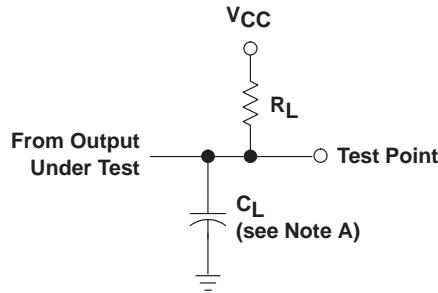 VCC
RL
From Output
Under Test
Test Point
CL
(see Note A)